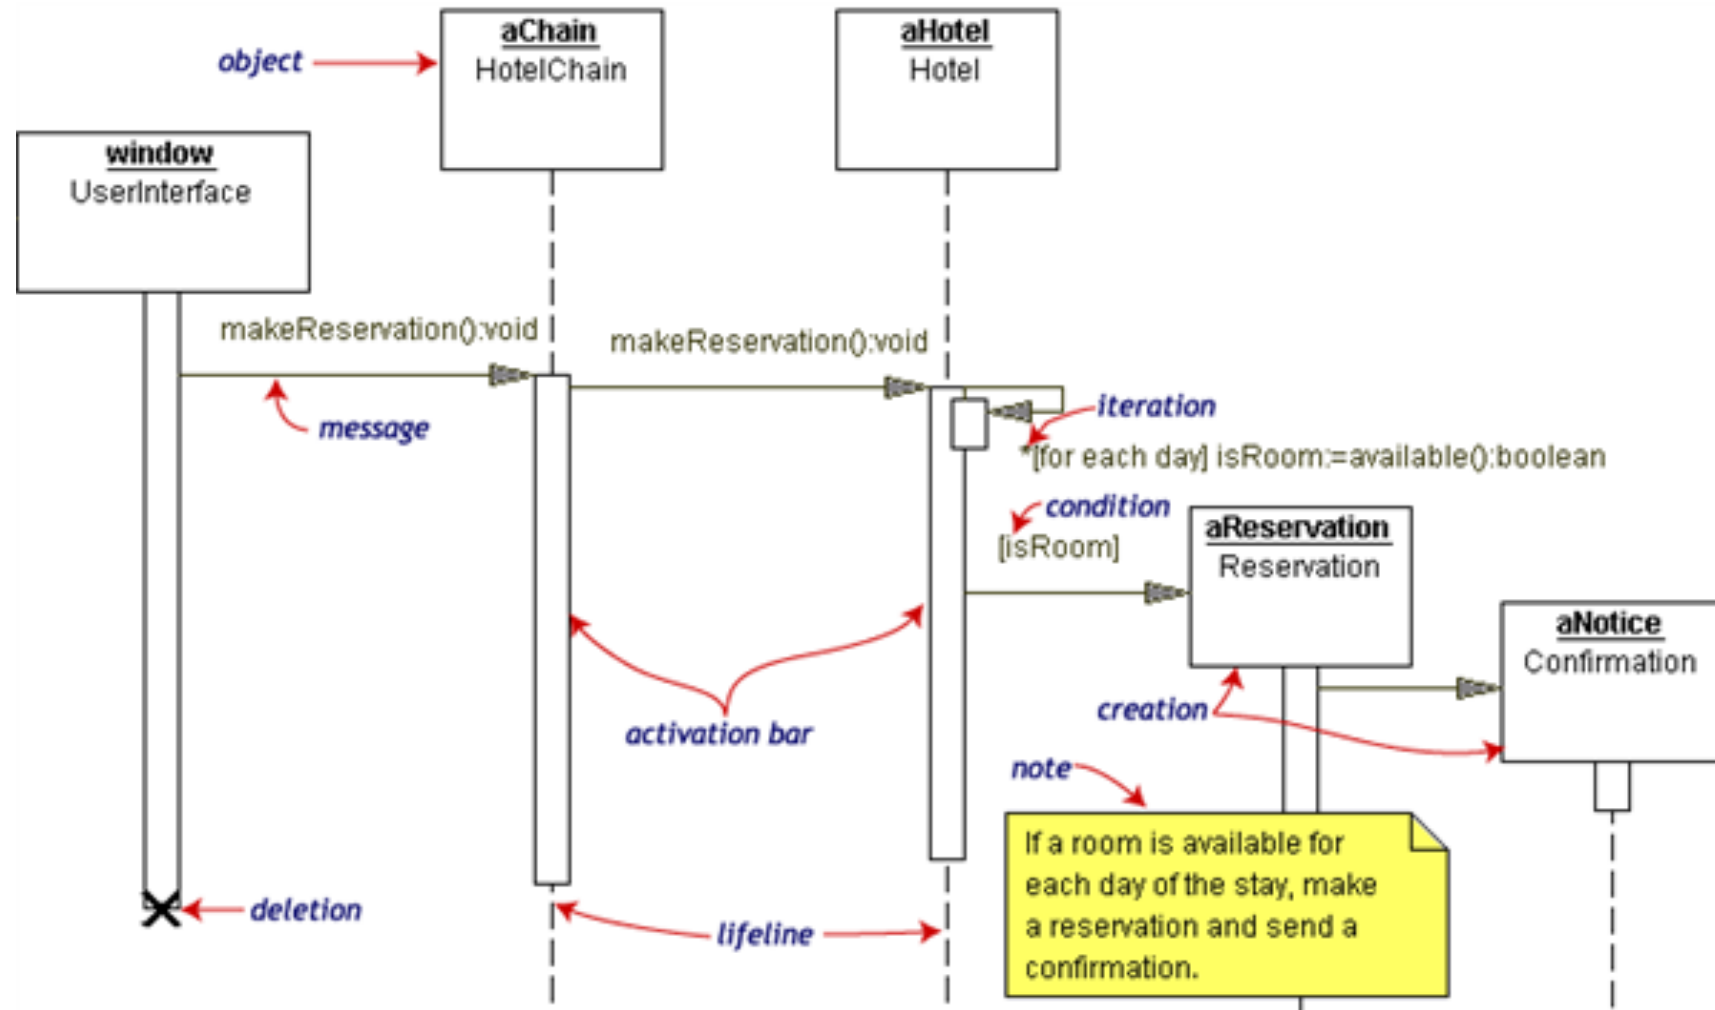 aChain
HotelChain
aHotel
Hotel
object
window
UserInterface
makeReservation():void
makeReservation():void
message
iteration
*[for each day] isRoom:=available():boolean
condition
[isRoom]
aReservation
Reservation
aNotice
Confirmation
creation
activation bar
note
If a room is available for
each day of the stay, make
a reservation and send a
confirmation.
deletion
lifeline